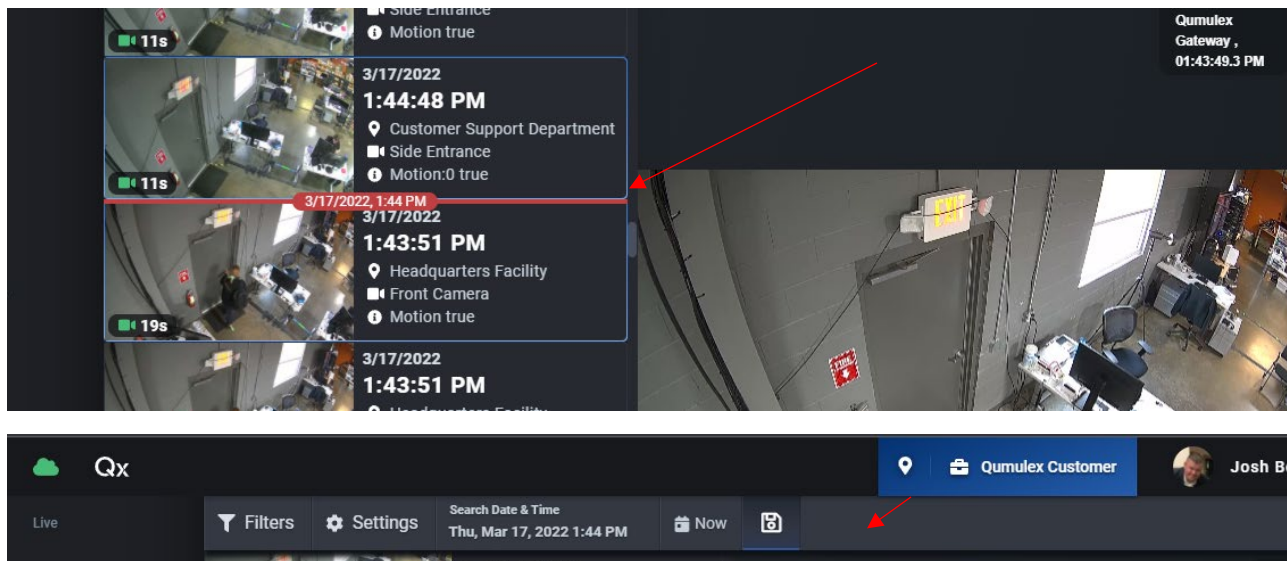 Side Entrance
Motion true
11s
3/17/2022
1:44:48 PM
Customer Support Department
Side Entrance
Motion:0 true
11s
3/17/2022, 1:44 PM
3/17/2022
1:43:51 PM
Headquarters Facility
Front Camera
Motion true
19s
3/17/2022
1:43:51 PM
Headquarters Facility
Qumulex
Gateway ,
01:43:49.3 PM
EXIT
FIRE
Qx
Qumulex Customer
Josh B
Live
Filters
Settings
Search Date & Time
Thu, Mar 17, 2022 1:44 PM
Now